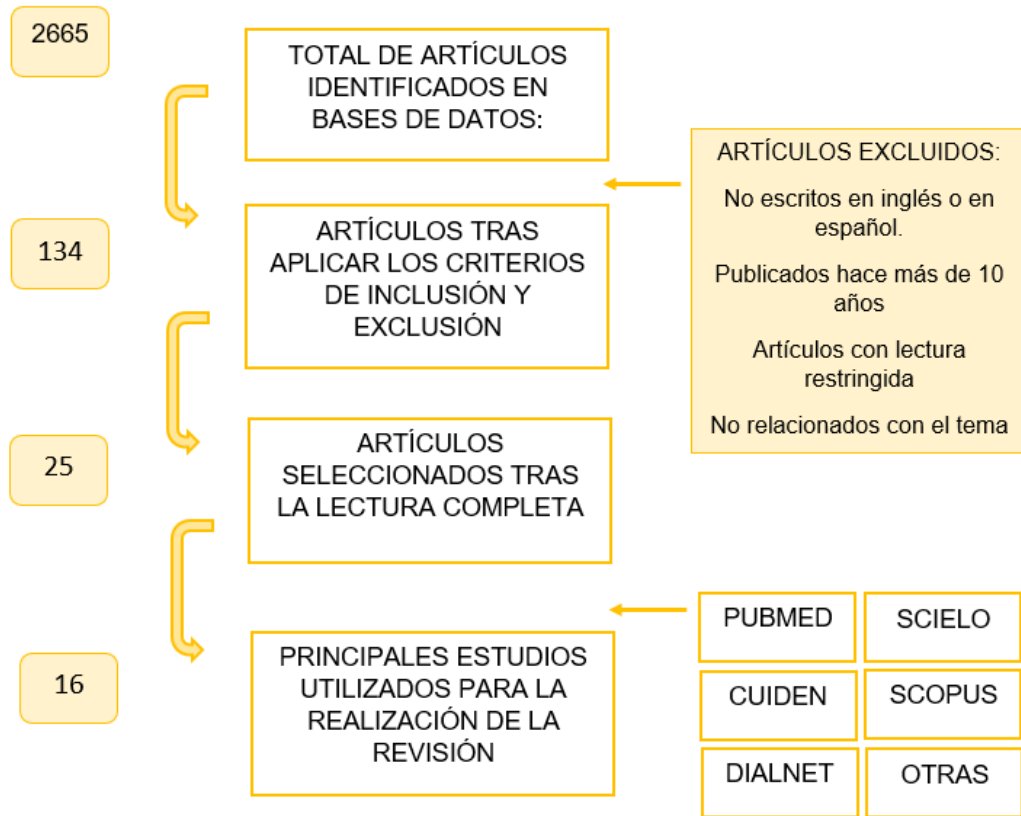 2665
TOTAL DE ARTÍCULOS
IDENTIFICADOS EN
BASES DE DATOS:
ARTÍCULOS EXCLUIDOS:
No escritos en inglés o en
español.
Publicados hace más de 10
años
Artículos con lectura
restringida
No relacionados con el tema
134
ARTÍCULOS TRAS
APLICAR LOS CRITERIOS
DE INCLUSIÓN Y
EXCLUSIÓN
25
ARTÍCULOS
SELECCIONADOS TRAS
LA LECTURA COMPLETA
16
PRINCIPALES ESTUDIOS
UTILIZADOS PARA LA
REALIZACIÓN DE LA
REVISIÓN
PUBMED
SCIELO
CUIDEN
SCOPUS
DIALNET
OTRAS